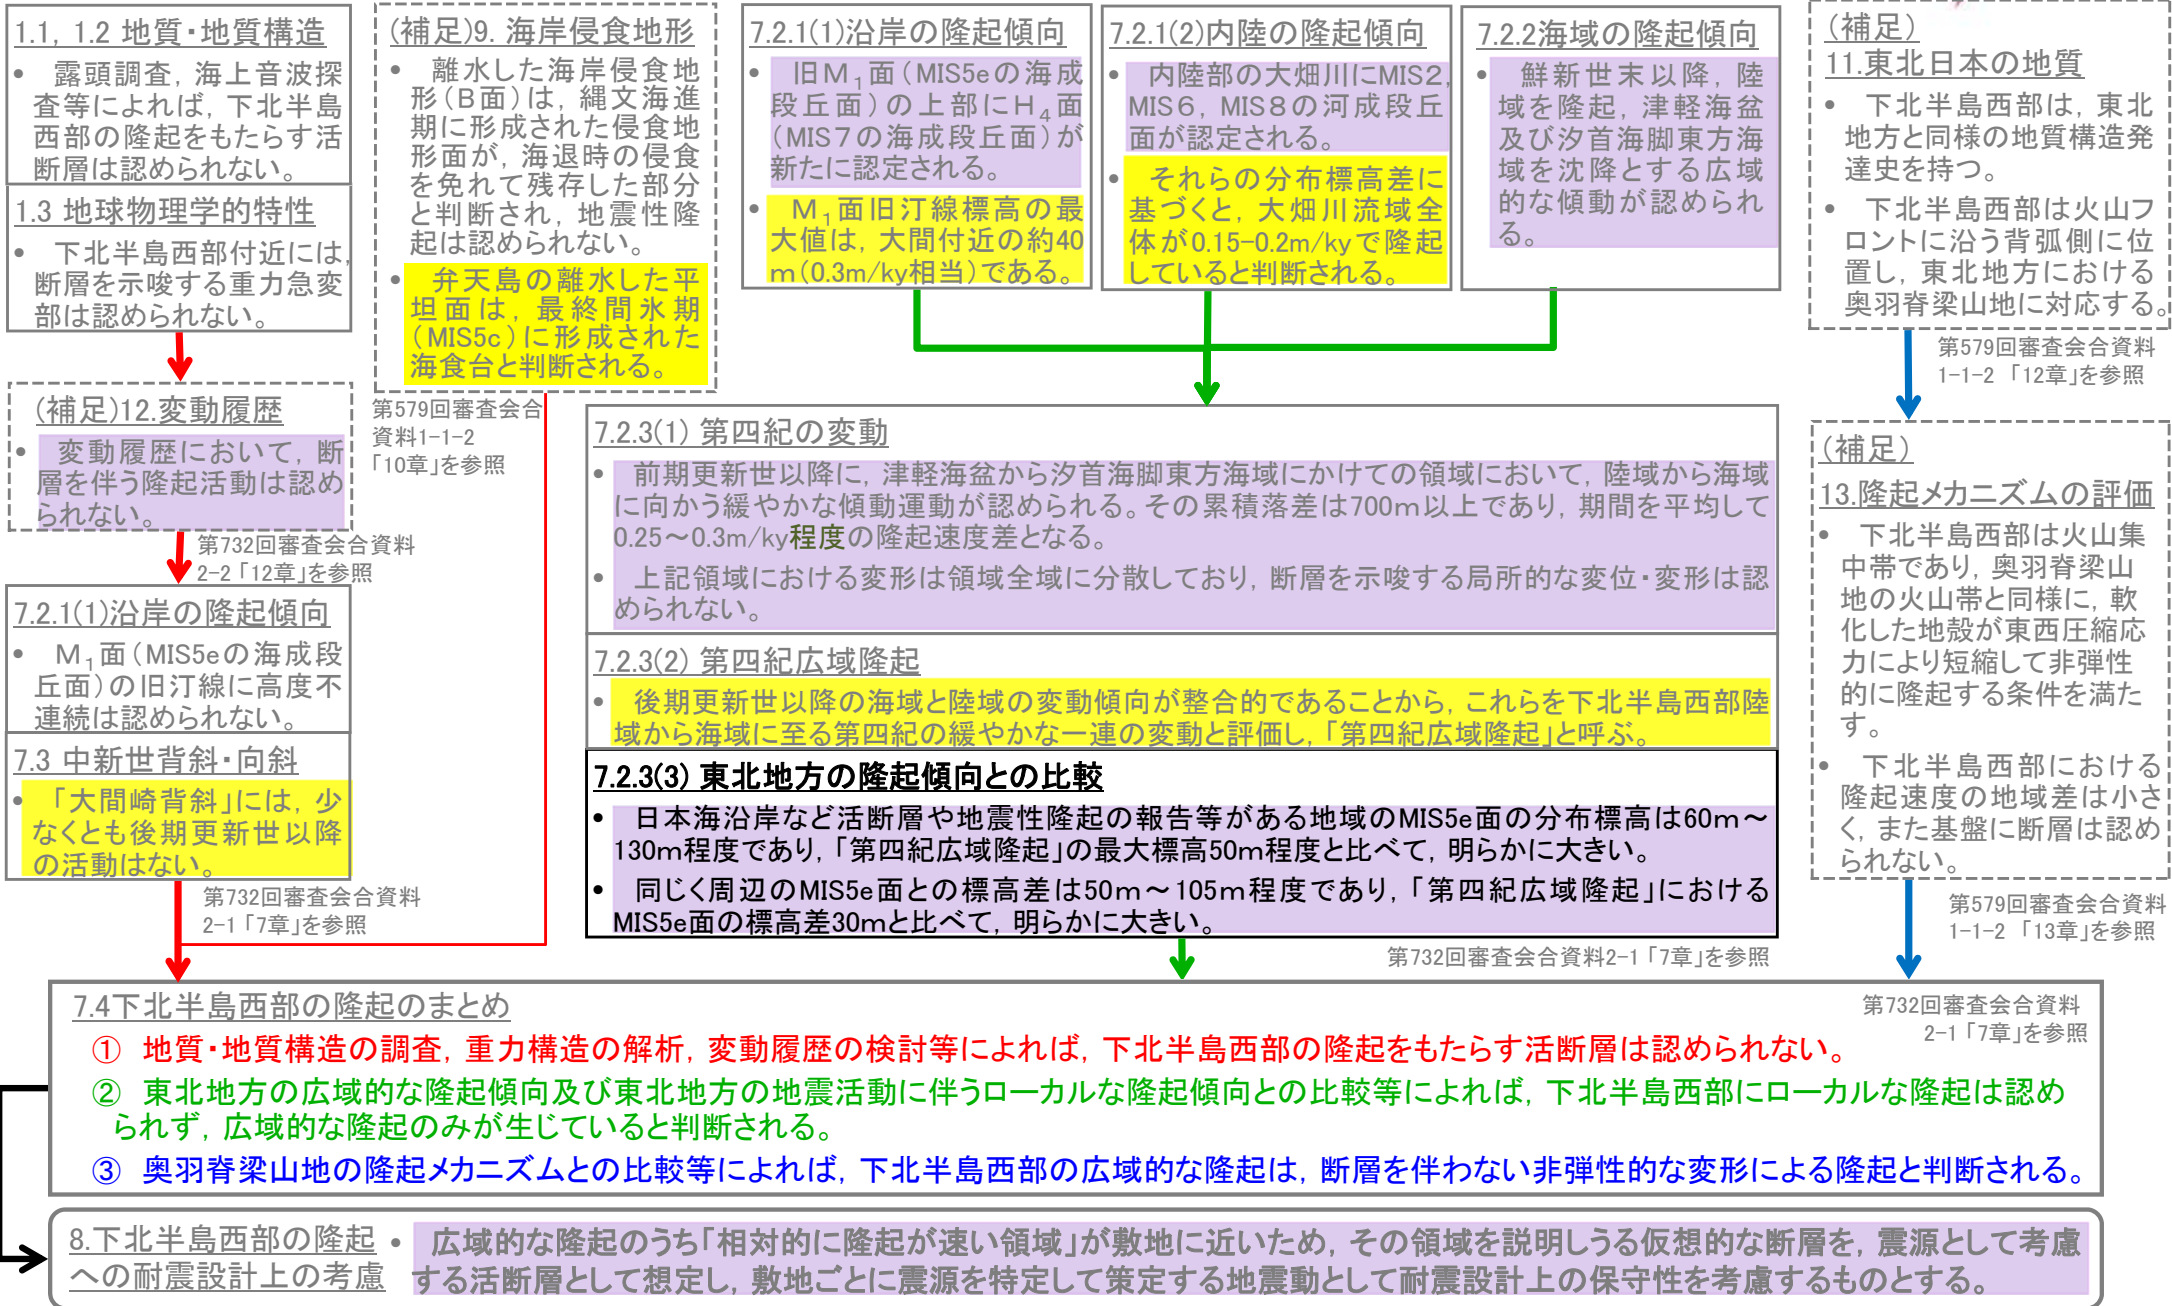 1.1, 1.2 地質・地質構造
• 露頭調査, 海上音波探
査等によれば, 下北半島
西部の隆起をもたらす活
断層は認められない。
1.3 地球物理学的特性
• 下北半島西部付近には,
断層を示唆する重力急変
部は認められない。
(補足)12.変動履歴
• 変動履歴において, 断
層を伴う隆起活動は認め
られない。
第732回審査会合資料
2-2 「12章」を参照
7.2.1(1)沿岸の隆起傾向
• M1面(MIS5eの海成段
丘面)の旧汀線に高度不
連続は認められない。
7.3 中新世背斜・向斜
• 「大間崎背斜」には, 少
なくとも後期更新世以降
の活動はない。
第732回審査会合資料
2-1 「7章」を参照
(補足)9. 海岸侵食地形
• 離水した海岸侵食地
形(B面)は, 縄文海進
期に形成された侵食地
形面が, 海退時の侵食
を免れて残存した部分
と判断され, 地震性隆
起は認められない。
• 弁天島の離水した平
坦面は, 最終間氷期
(MIS5c)に形成された
海食台と判断される。
第579回審査会合
資料1-1-2
「10章」を参照
7.2.1(1)沿岸の隆起傾向
• 旧M1面(MIS5eの海成
段丘面)の上部にH4面
(MIS7の海成段丘面)が
新たに認定される。
• M1面旧汀線標高の最
大値は, 大間付近の約40
m(0.3m/ky相当)である。
7.2.1(2)内陸の隆起傾向
• 内陸部の大畑川にMIS2,
MIS6, MIS8の河成段丘
面が認定される。
• それらの分布標高差に
基づくと, 大畑川流域全
体が0.15-0.2m/kyで隆起
していると判断される。
7.2.2海域の隆起傾向
• 鮮新世末以降, 陸
域を隆起, 津軽海盆
及び汐首海脚東方海
域を沈降とする広域
的な傾動が認められ
る。
7.2.3(1) 第四紀の変動
• 前期更新世以降に, 津軽海盆から汐首海脚東方海域にかけての領域において, 陸域から海域
に向かう緩やかな傾動運動が認められる。その累積落差は700m以上であり, 期間を平均して
0.25～0.3m/ky程度の隆起速度差となる。
• 上記領域における変形は領域全域に分散しており, 断層を示唆する局所的な変位・変形は認
められない。
7.2.3(2) 第四紀広域隆起
• 後期更新世以降の海域と陸域の変動傾向が整合的であることから, これらを下北半島西部陸
域から海域に至る第四紀の緩やかな一連の変動と評価し, 「第四紀広域隆起」と呼ぶ。
7.2.3(3) 東北地方の隆起傾向との比較
• 日本海沿岸など活断層や地震性隆起の報告等がある地域のMIS5e面の分布標高は60m～
130m程度であり, 「第四紀広域隆起」の最大標高50m程度と比べて, 明らかに大きい。
• 同じく周辺のMIS5e面との標高差は50m～105m程度であり, 「第四紀広域隆起」における
MIS5e面の標高差30mと比べて, 明らかに大きい。
第732回審査会合資料2-1 「7章」を参照
(補足)
11.東北日本の地質
• 下北半島西部は, 東北
地方と同様の地質構造発
達史を持つ。
• 下北半島西部は火山フ
ロントに沿う背弧側に位
置し, 東北地方における
奥羽脊梁山地に対応する。
第579回審査会合資料
1-1-2 「12章」を参照
(補足)
13.隆起メカニズムの評価
• 下北半島西部は火山集
中帯であり, 奥羽脊梁山
地の火山帯と同様に, 軟
化した地殻が東西圧縮応
力により短縮して非弾性
的に隆起する条件を満た
す。
• 下北半島西部における
隆起速度の地域差は小さ
く, また基盤に断層は認め
られない。
第579回審査会合資料
1-1-2 「13章」を参照
7.4下北半島西部の隆起のまとめ
第732回審査会合資料
2-1 「7章」を参照
① 地質・地質構造の調査, 重力構造の解析, 変動履歴の検討等によれば, 下北半島西部の隆起をもたらす活断層は認められない。
② 東北地方の広域的な隆起傾向及び東北地方の地震活動に伴うローカルな隆起傾向との比較等によれば, 下北半島西部にローカルな隆起は認め
られず, 広域的な隆起のみが生じていると判断される。
③ 奥羽脊梁山地の隆起メカニズムとの比較等によれば, 下北半島西部の広域的な隆起は, 断層を伴わない非弾性的な変形による隆起と判断される。
8.下北半島西部の隆起
への耐震設計上の考慮
• 広域的な隆起のうち「相対的に隆起が速い領域」が敷地に近いため, その領域を説明しうる仮想的な断層を, 震源として考慮
する活断層として想定し, 敷地ごとに震源を特定して策定する地震動として耐震設計上の保守性を考慮するものとする。